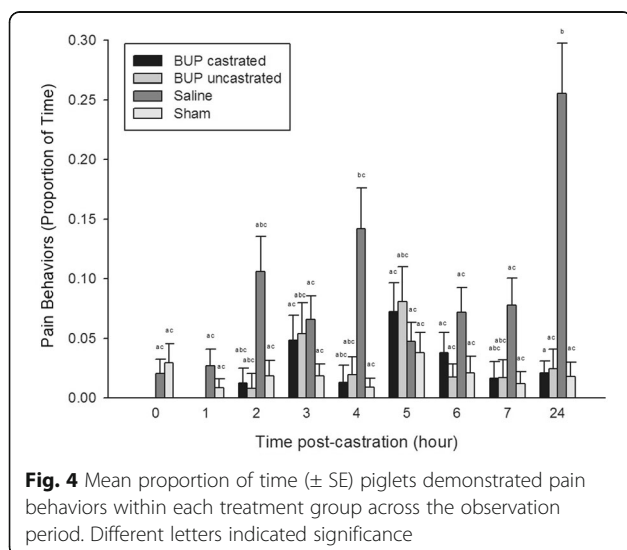 0.30
0.25
0.20
0.15
0.10
0.05
0.00
Pain Behaviors (Proportion of Time)
BUP castrated
BUP uncastrated
Saline
Sham
ac ac
ac ac
abc abc abc ac
ac abc ac ac
abc abc bc ac
ac abc ac ac
ac ac ac ac
abc ac ac ac
a ac b ac
0 1 2 3 4 5 6 7 24
Time post-castration (hour)
Fig. 4 Mean proportion of time (± SE) piglets demonstrated pain
behaviors within each treatment group across the observation
period. Different letters indicated significance